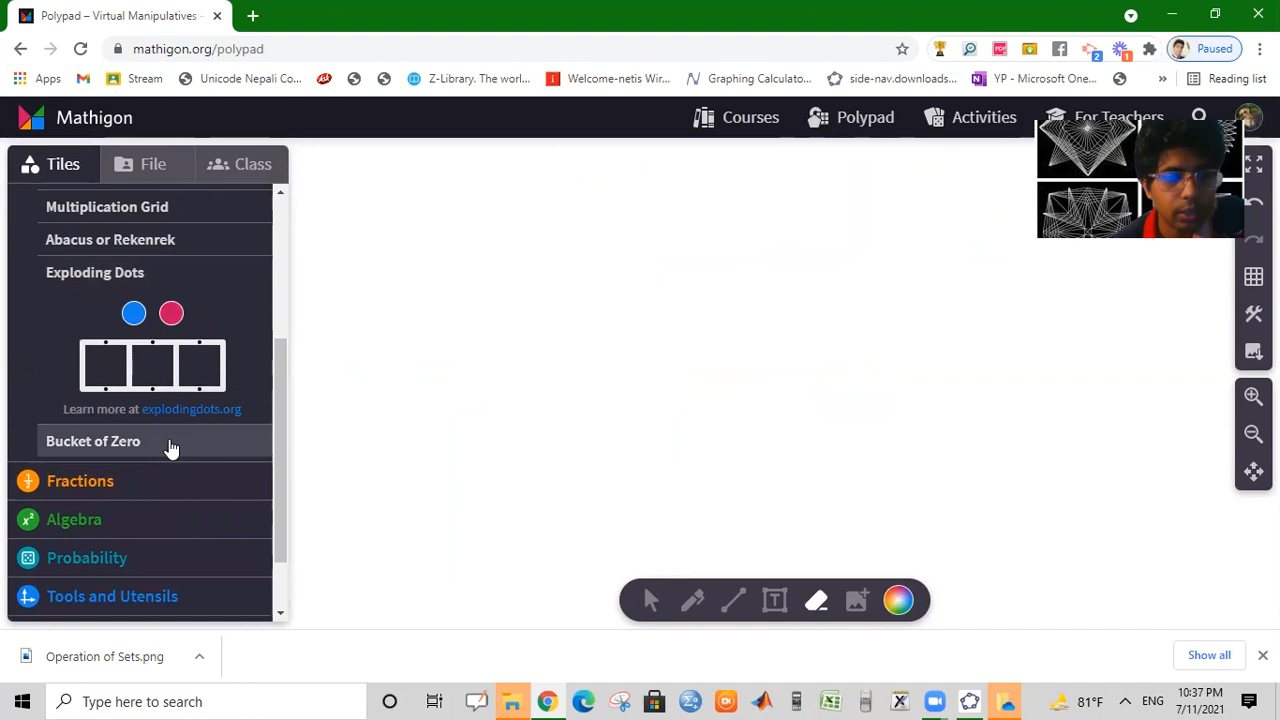 Polypad – Virtual Manipulatives
Paused
mathigon.org/polypad
2
1
Apps
Stream
Unicode Nepali Co...
Z-Library. The worl...
Welcome-netis Wir...
Graphing Calculato...
side-nav.downloads...
YP - Microsoft One...
»
Reading list
Mathigon
Courses
Polypad
Activities
For Teachers
Tiles
File
Class
Multiplication Grid
Abacus or Rekenrek
Exploding Dots
Learn more at explodingdots.org
Bucket of Zero
Fractions
Algebra
Probability
Tools and Utensils
Operation of Sets.png
Show all
Type here to search
81°F
ENG
10:37 PM
7/11/2021